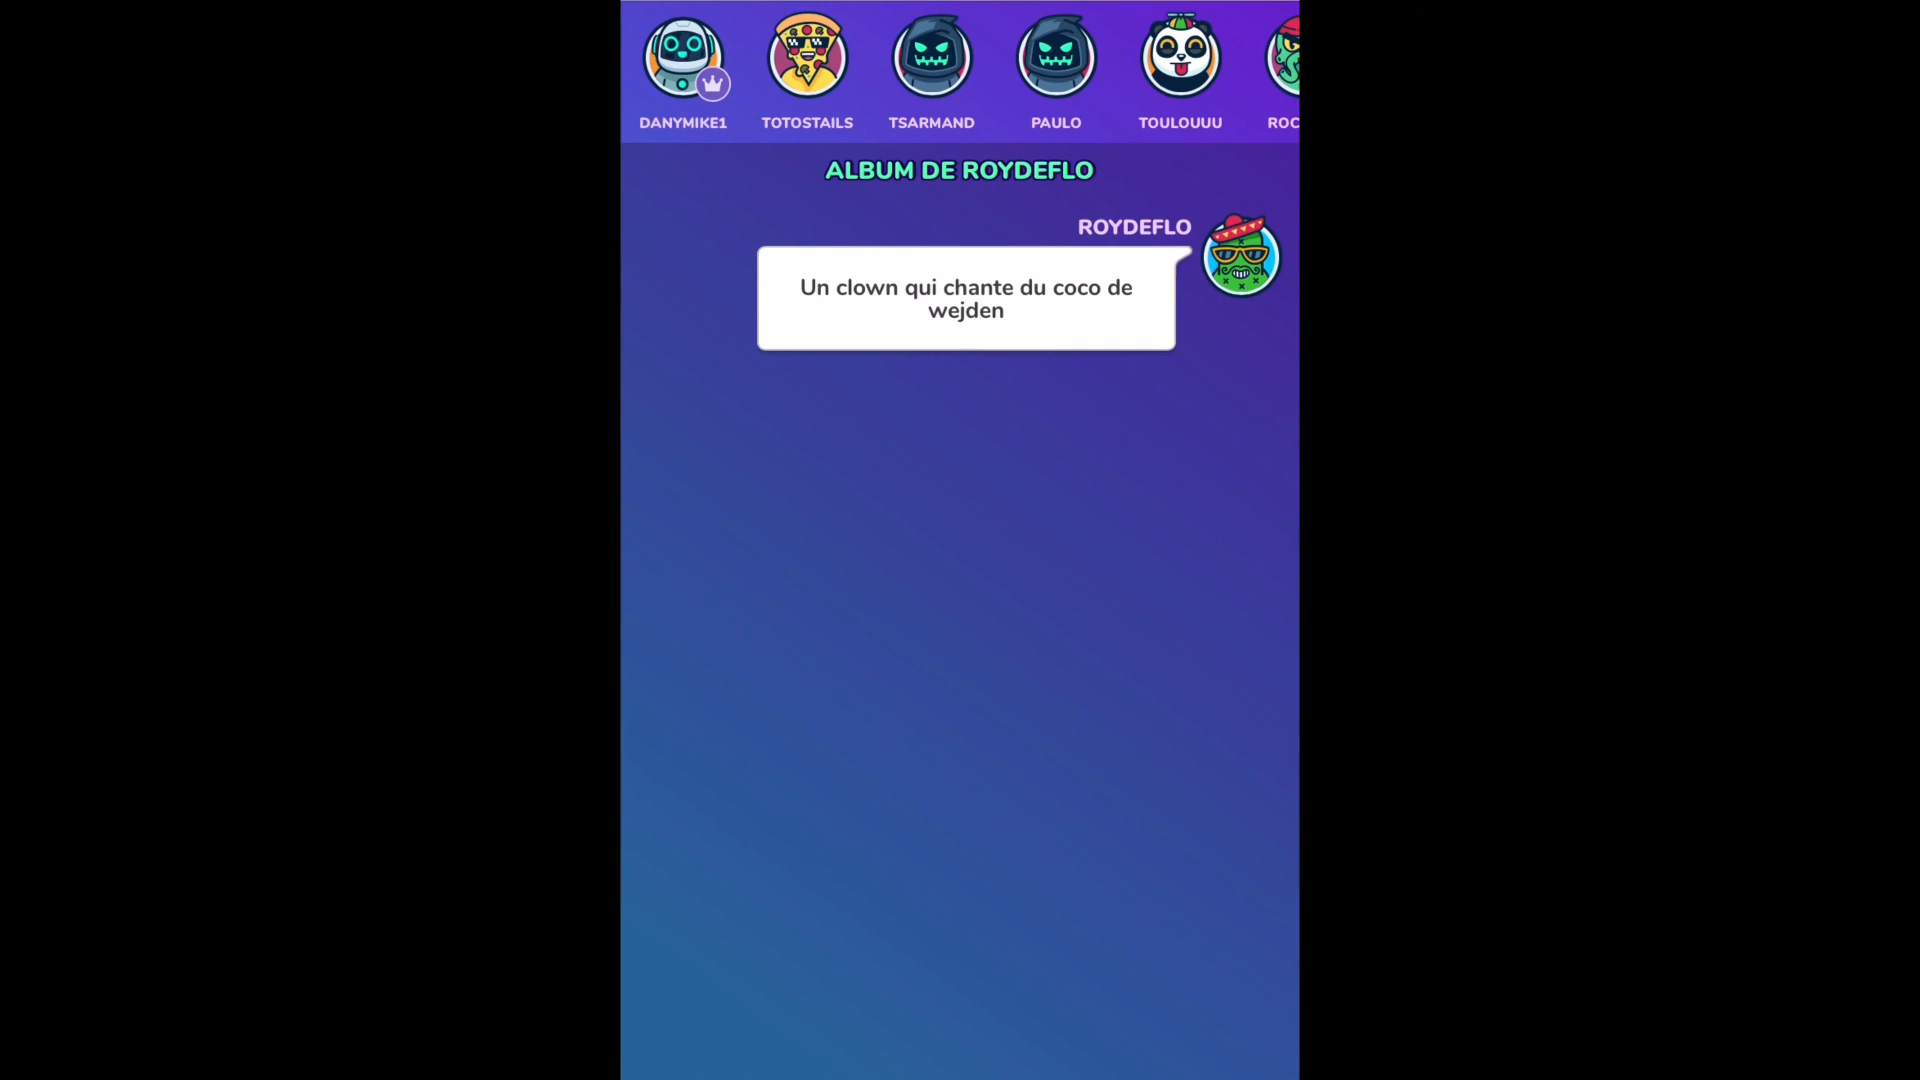 DANYMIKE1 TOTOSTAILS TSARMAND PAULO TOULOUUU ROC
ALBUM DE ROYDEFLO
ROYDEFLO
Un clown qui chante du coco de
wejden